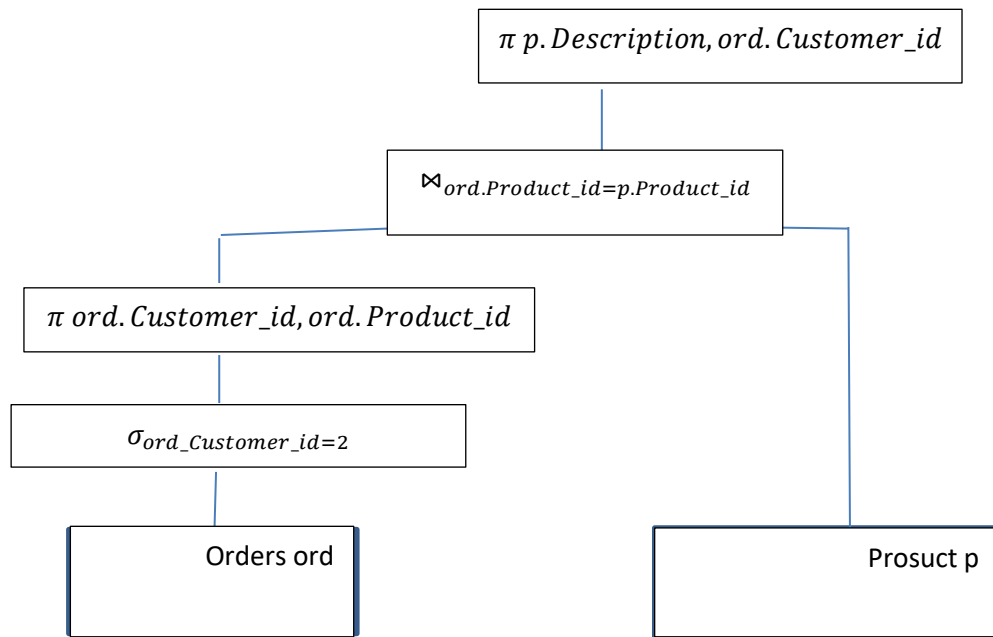 π p. Description, ord. Customer_id
⋈ord.Product_id=p.Product_id
π ord. Customer_id, ord. Product_id
σord_Customer_id=2
Orders ord
Prosuct p